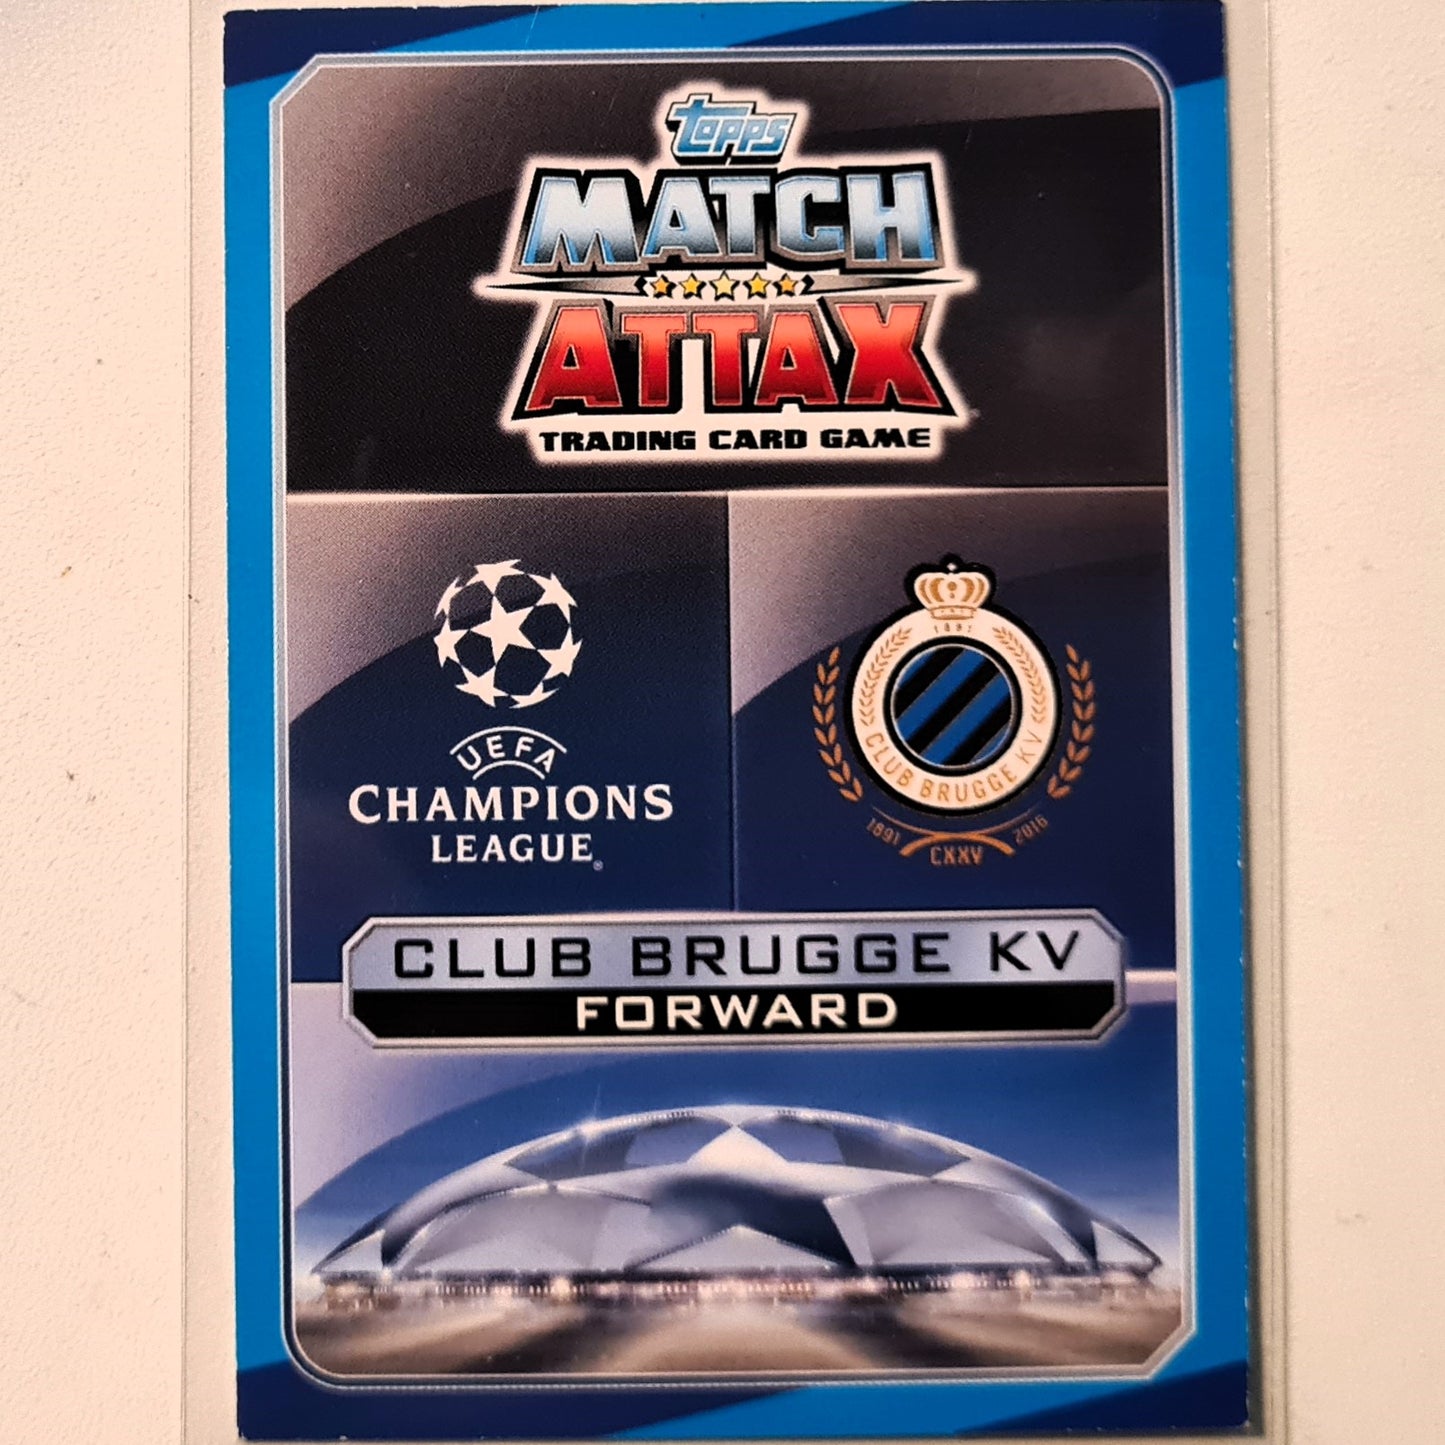 topps
MATCH
ATTAX
TRADING CARD GAME
UEFA
CHAMPIONS
LEAGUE®
1891
CLUB BRUGGE KV
1891 2016
CXXV
CLUB BRUGGE KV
FORWARD